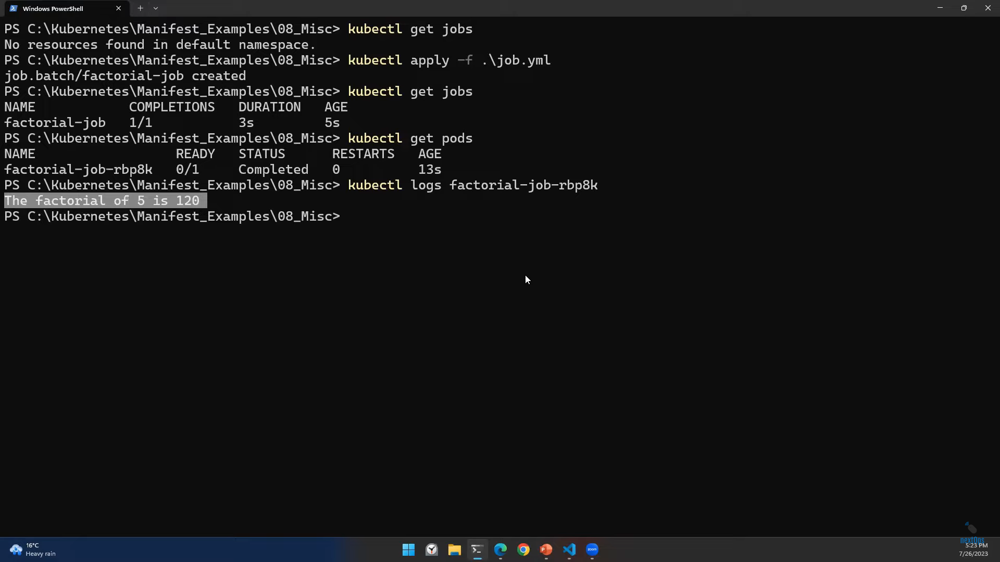 Windows PowerShell
PS C:\Kubernetes\Manifest_Examples\08_Misc> kubectl get jobs
No resources found in default namespace.
PS C:\Kubernetes\Manifest_Examples\08_Misc> kubectl apply -f .\job.yml
job.batch/factorial-job created
PS C:\Kubernetes\Manifest_Examples\08_Misc> kubectl get jobs
NAME            COMPLETIONS   DURATION   AGE
factorial-job   1/1           3s         5s
PS C:\Kubernetes\Manifest_Examples\08_Misc> kubectl get pods
NAME                  READY   STATUS      RESTARTS   AGE
factorial-job-rbp8k   0/1     Completed   0          13s
PS C:\Kubernetes\Manifest_Examples\08_Misc> kubectl logs factorial-job-rbp8k
The factorial of 5 is 120
PS C:\Kubernetes\Manifest_Examples\08_Misc>
nextOps
16°C
Heavy rain
P
zoom
5:23 PM
7/26/2023